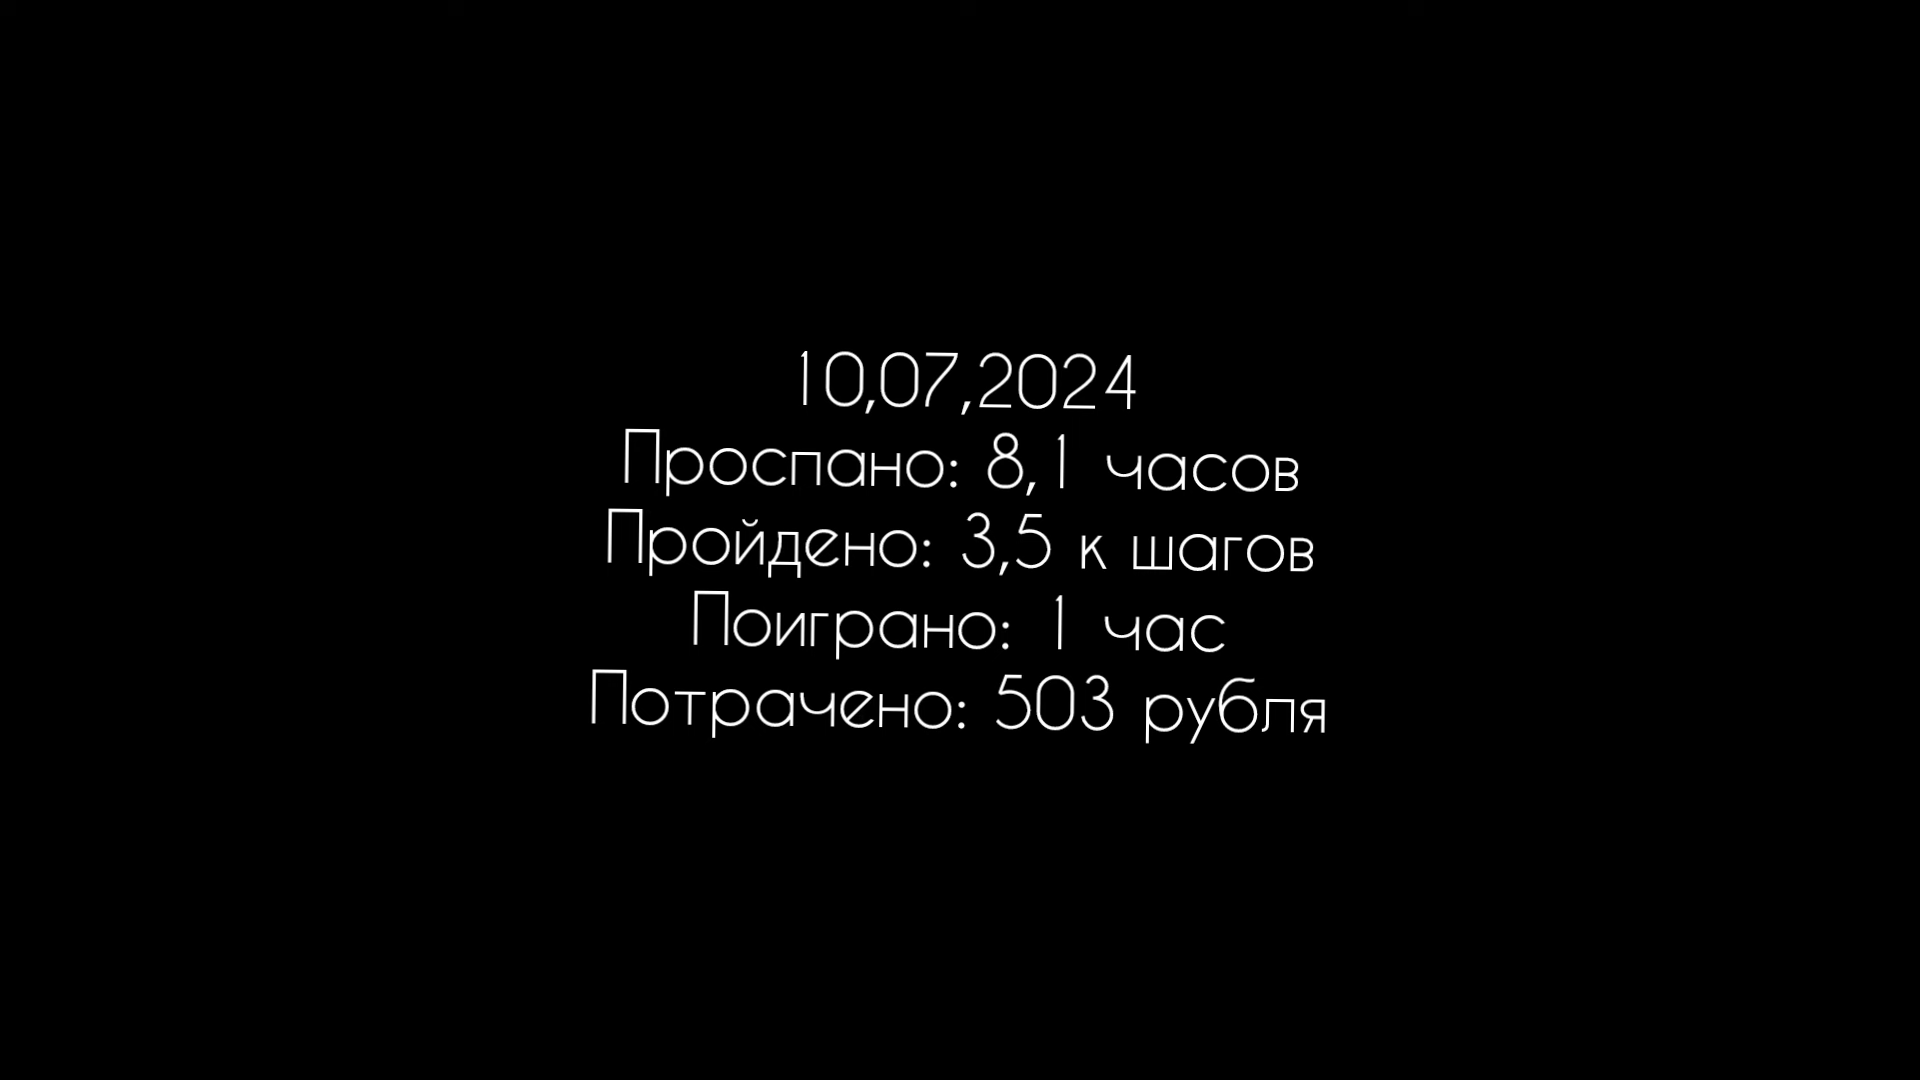 10,07,2024
Проспано: 8,1 часов
Пройдено: 3,5 к шагов
Поиграно: 1 час
Потрачено: 503 рубля